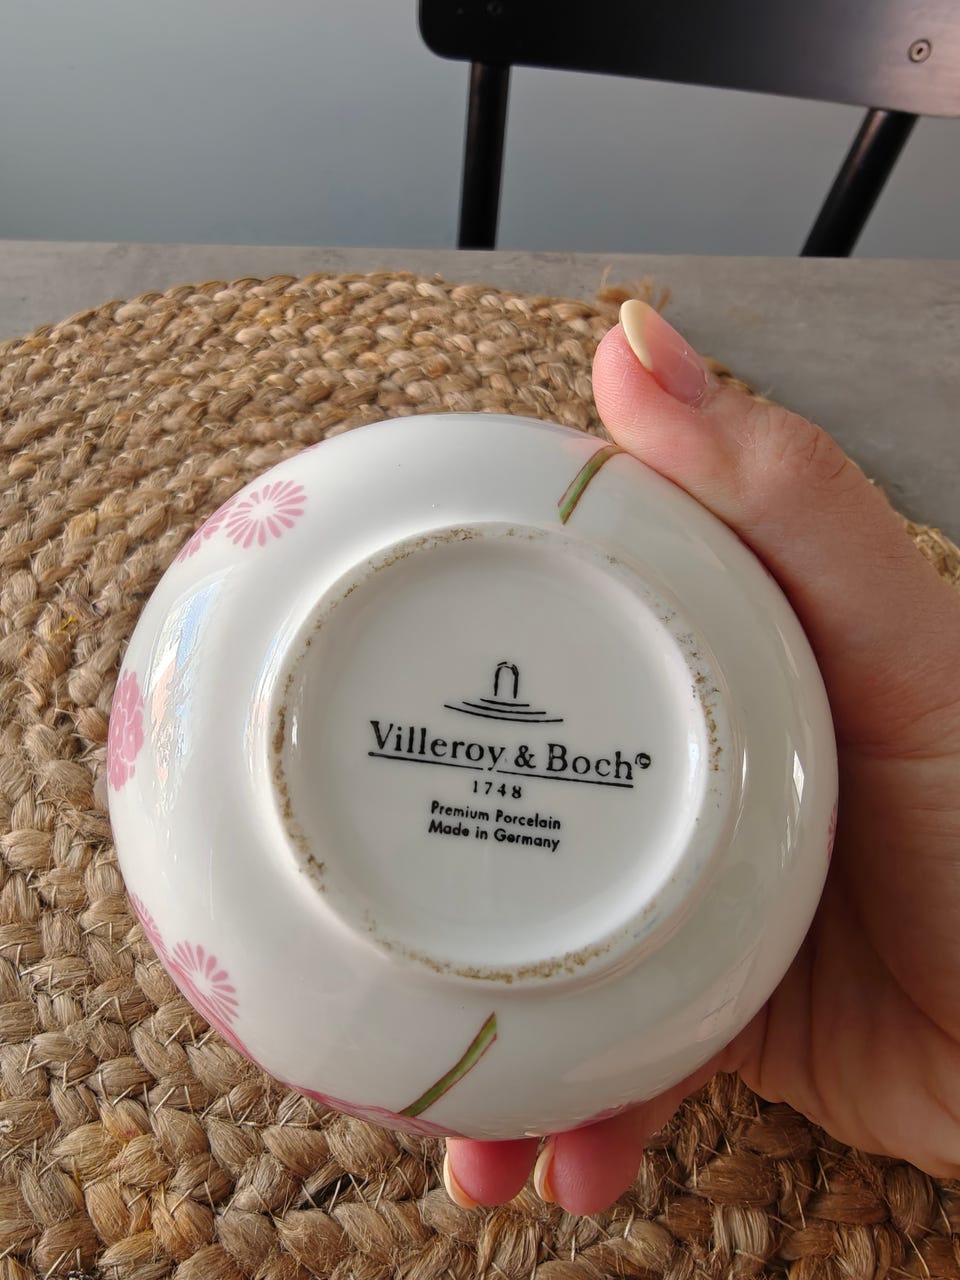 Villeroy & Boch©
1748
Premium Porcelain
Made in Germany